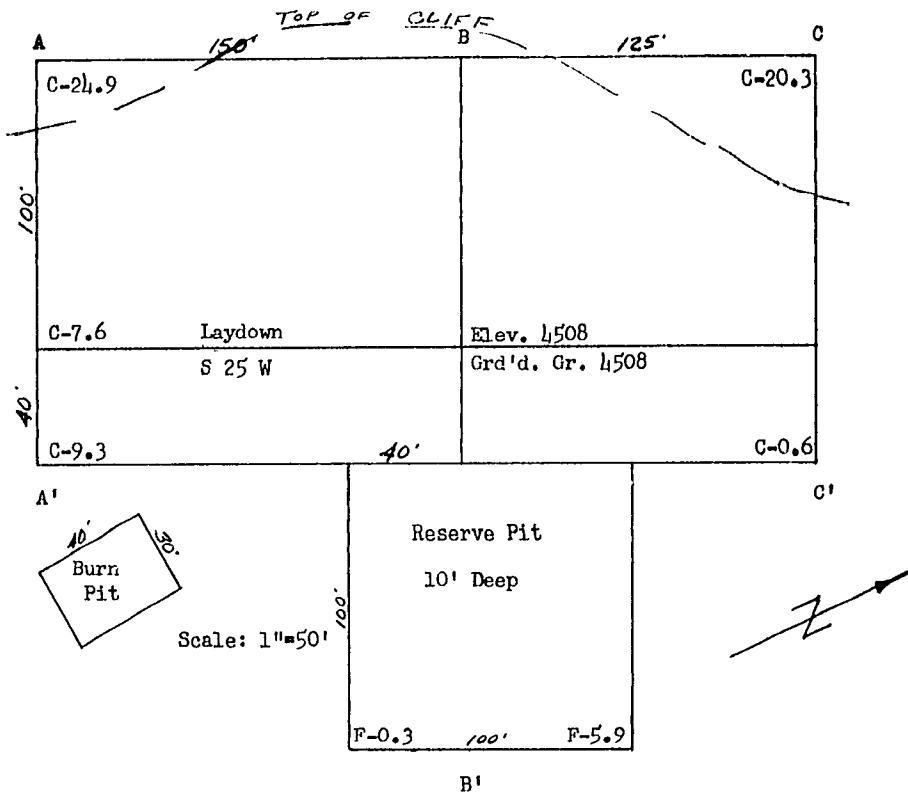 TOP OF CLIFF
A 150' B 125' C
C-24.9 C-20.3
100'
C-7.6 Laydown Elev. 4508
S 25 W Grd'd. Gr. 4508
40'
C-9.3 40' C-0.6
A' C'
Reserve Pit
40' 30'
Burn 10' Deep
Pit
100'
Scale: 1"=50'
N
F-0.3 100' F-5.9
B'